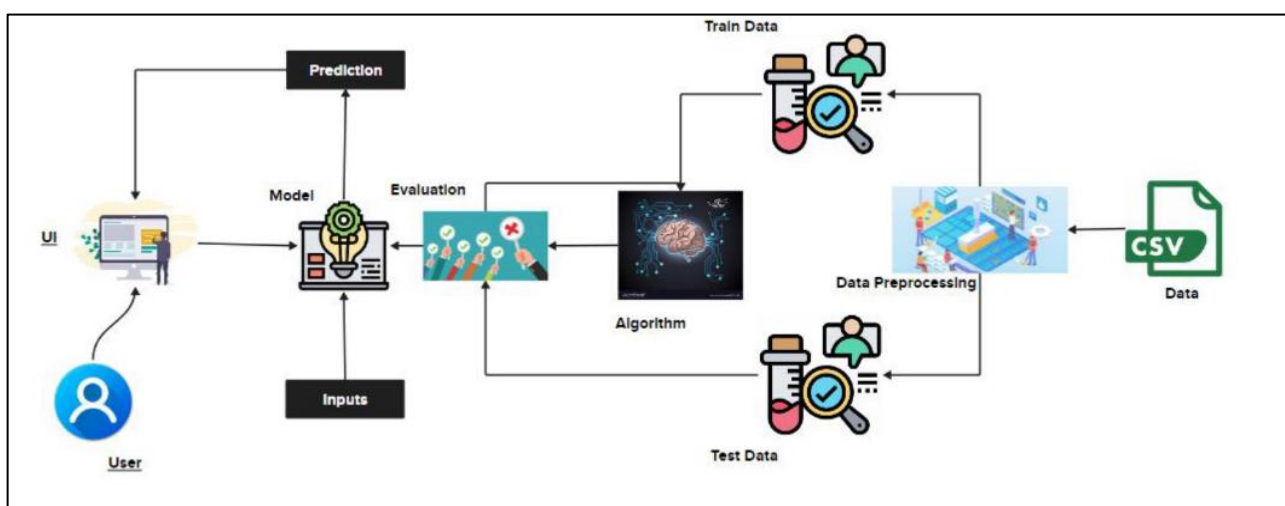 Train Data
Prediction
Model
Evaluation
UI
CSV
Data Preprocessing
Data
Algorithm
Inputs
Test Data
User